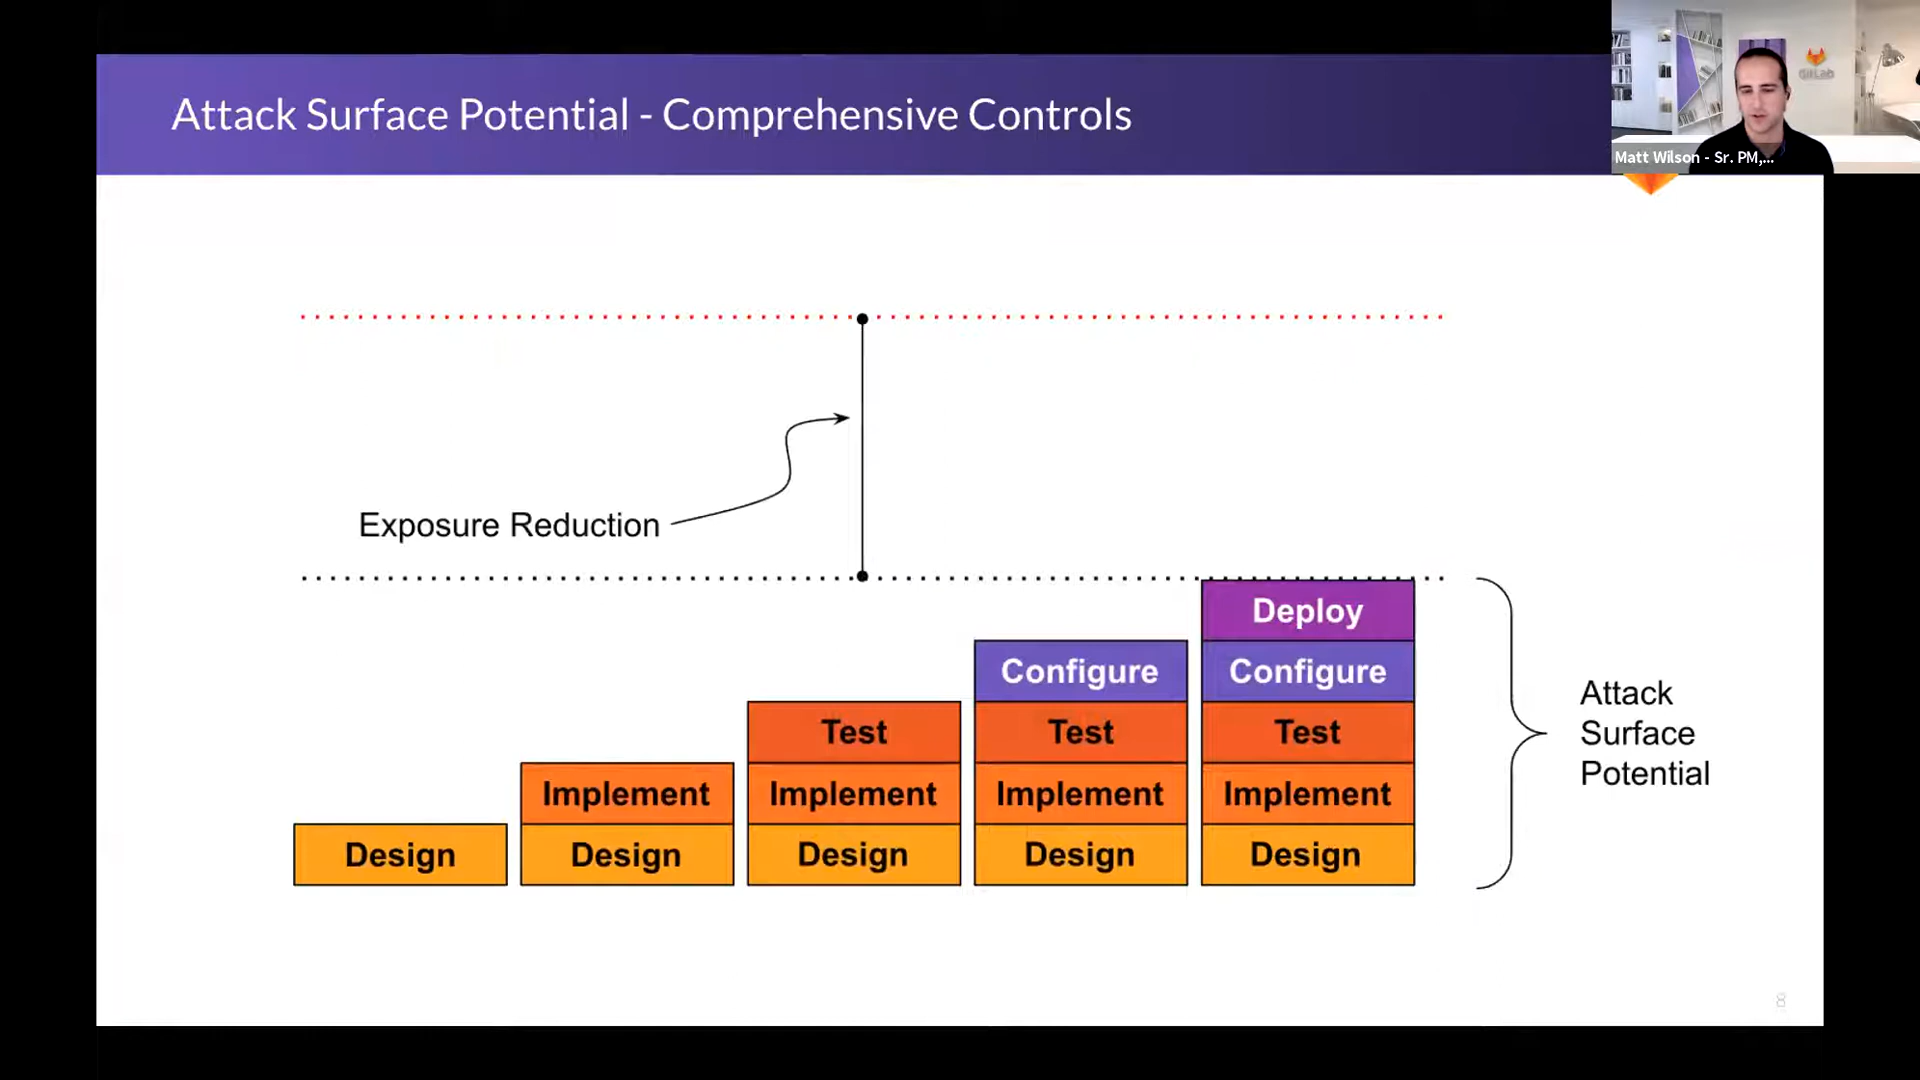 Attack Surface Potential - Comprehensive Controls
GitLab
Matt Wilson - Sr. PM,...
Exposure Reduction
Deploy
Configure
Configure
Test
Test
Test
Implement
Implement
Implement
Implement
Design
Design
Design
Design
Design
Attack
Surface
Potential
8